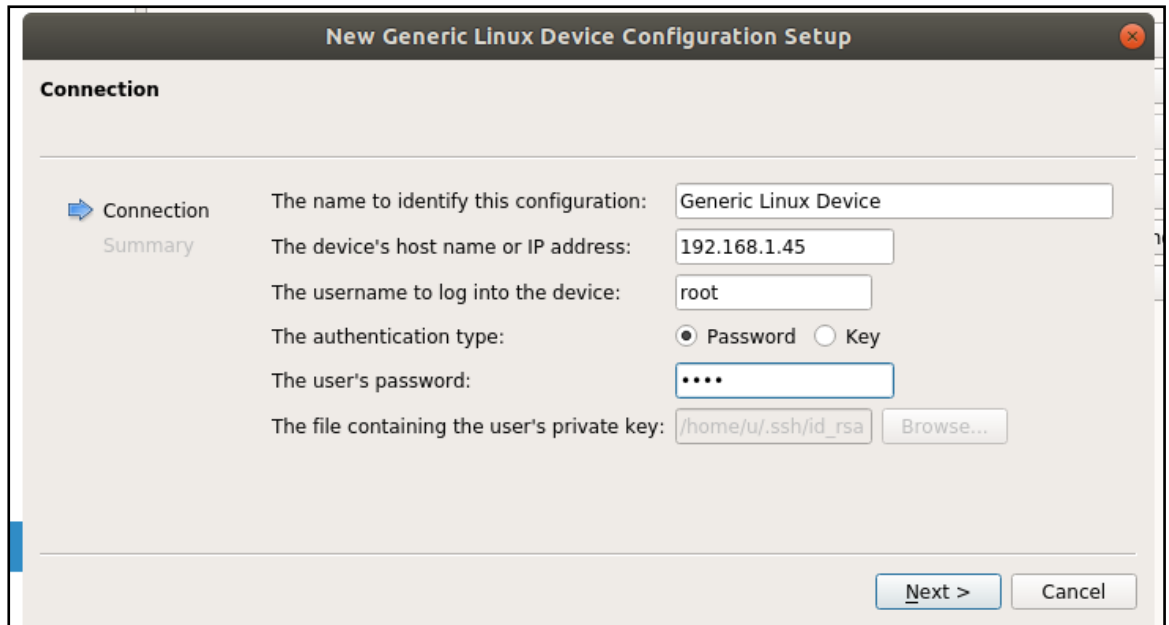 New Generic Linux Device Configuration Setup
Connection
Connection
Summary
The name to identify this configuration: Generic Linux Device
The device's host name or IP address: 192.168.1.45
The username to log into the device: root
The authentication type: Password Key
The user's password: ••••
The file containing the user's private key: /home/u/.ssh/id_rsa Browse...
Next > Cancel